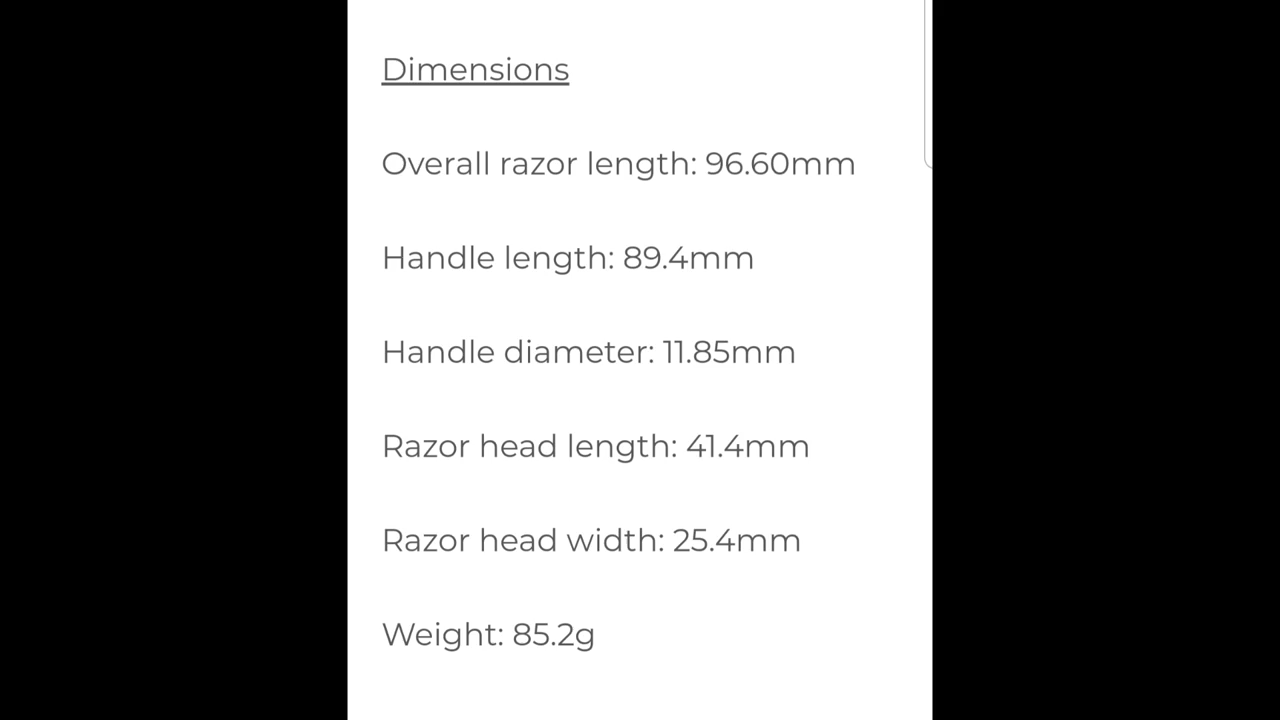 Dimensions
Overall razor length: 96.60mm
Handle length: 89.4mm
Handle diameter: 11.85mm
Razor head length: 41.4mm
Razor head width: 25.4mm
Weight: 85.2g